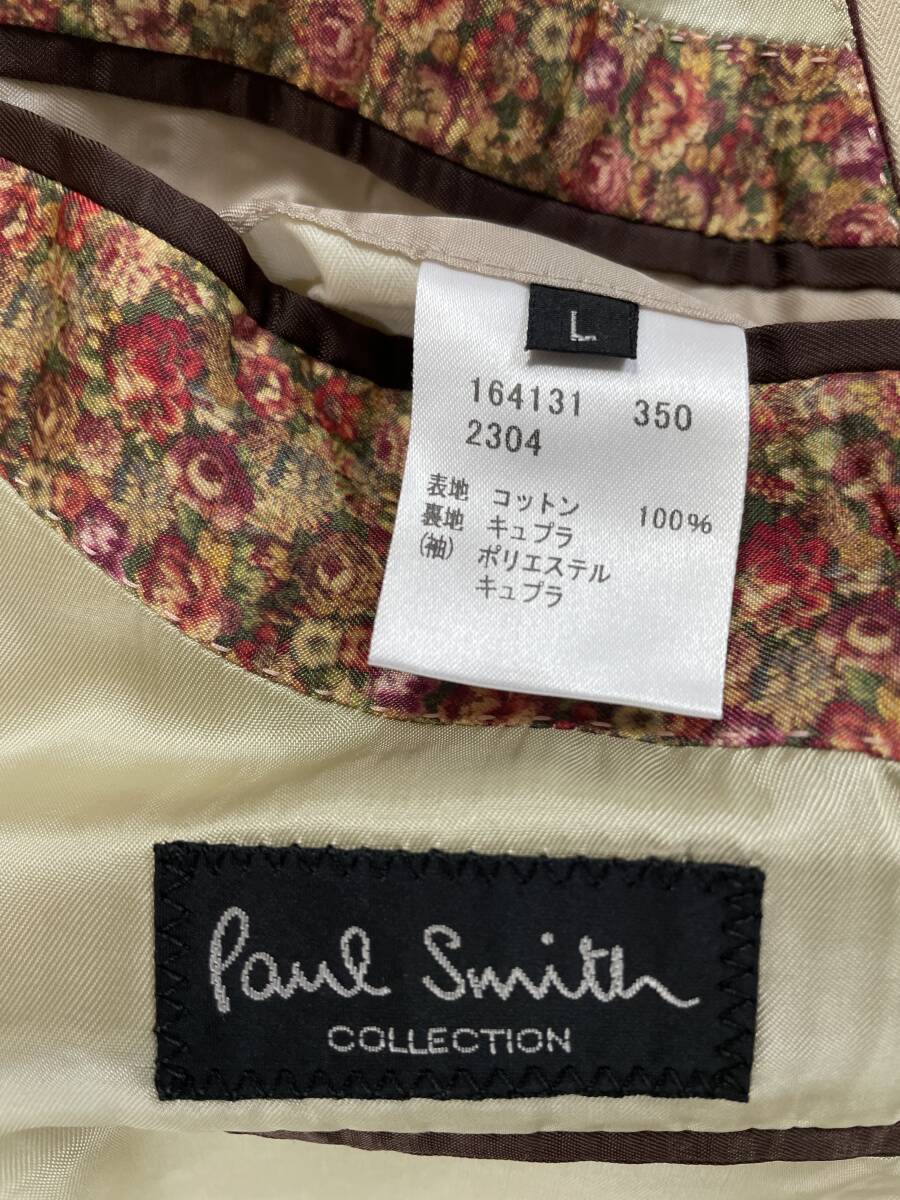 L
164131 350
2304
表地 コットン 100%
裏地 キュプラ
(袖) ポリエステル
キュプラ
Paul Smith
COLLECTION